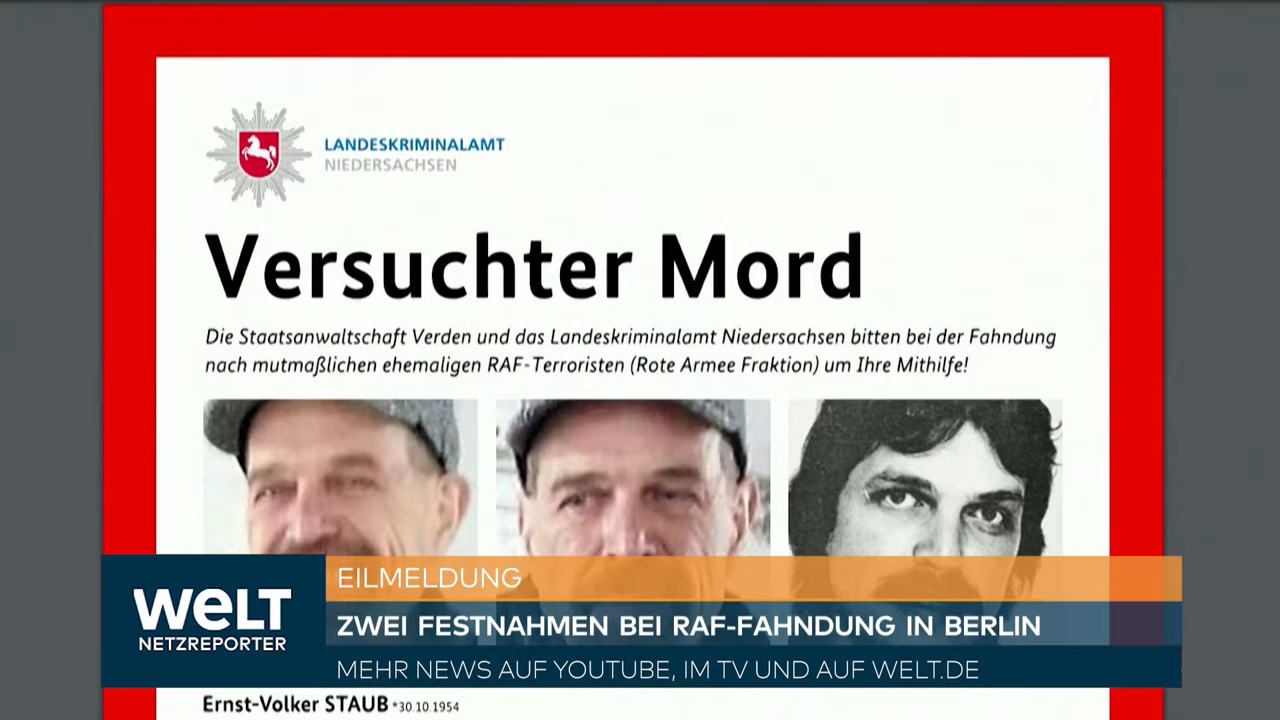 LANDESKRIMINALAMT
NIEDERSACHSEN
Versuchter Mord
Die Staatsanwaltschaft Verden und das Landeskriminalamt Niedersachsen bitten bei der Fahndung
nach mutmaßlichen ehemaligen RAF-Terroristen (Rote Armee Fraktion) um Ihre Mithilfe!
EILMELDUNG
WELT
NETZREPORTER
ZWEI FESTNAHMEN BEI RAF-FAHNDUNG IN BERLIN
MEHR NEWS AUF YOUTUBE, IM TV UND AUF WELT.DE
Ernst-Volker STAUB *30.10.1954